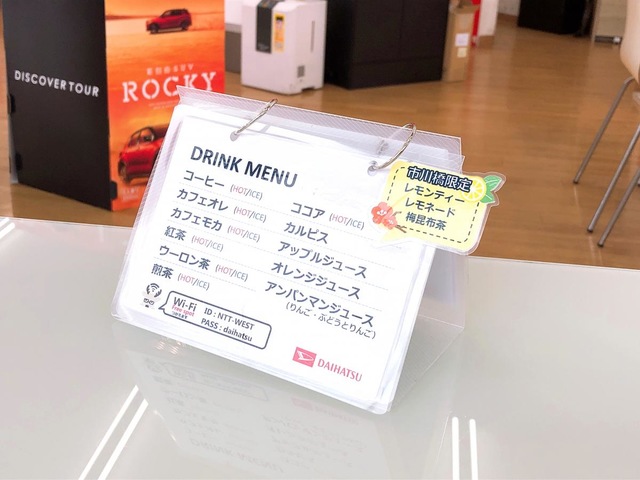 DISCOVER TOUR
ROCKY
DRINK MENU
コーヒー (HOT/ICE)
カフェオレ (HOT/ICE)
カフェモカ (HOT/ICE)
紅茶 (HOT/ICE)
ウーロン茶 (HOT/ICE)
煎茶 (HOT/ICE)
ココア (HOT/ICE)
カルピス
アップルジュース
オレンジジュース
アンパンマンジュース
(りんご・ぶどうとりんご)
市川橋限定
レモンティー
レモネード
梅昆布茶
Wi-Fi
Free spot
ID : NTT-WEST
PASS : daihatsu
DAIHATSU